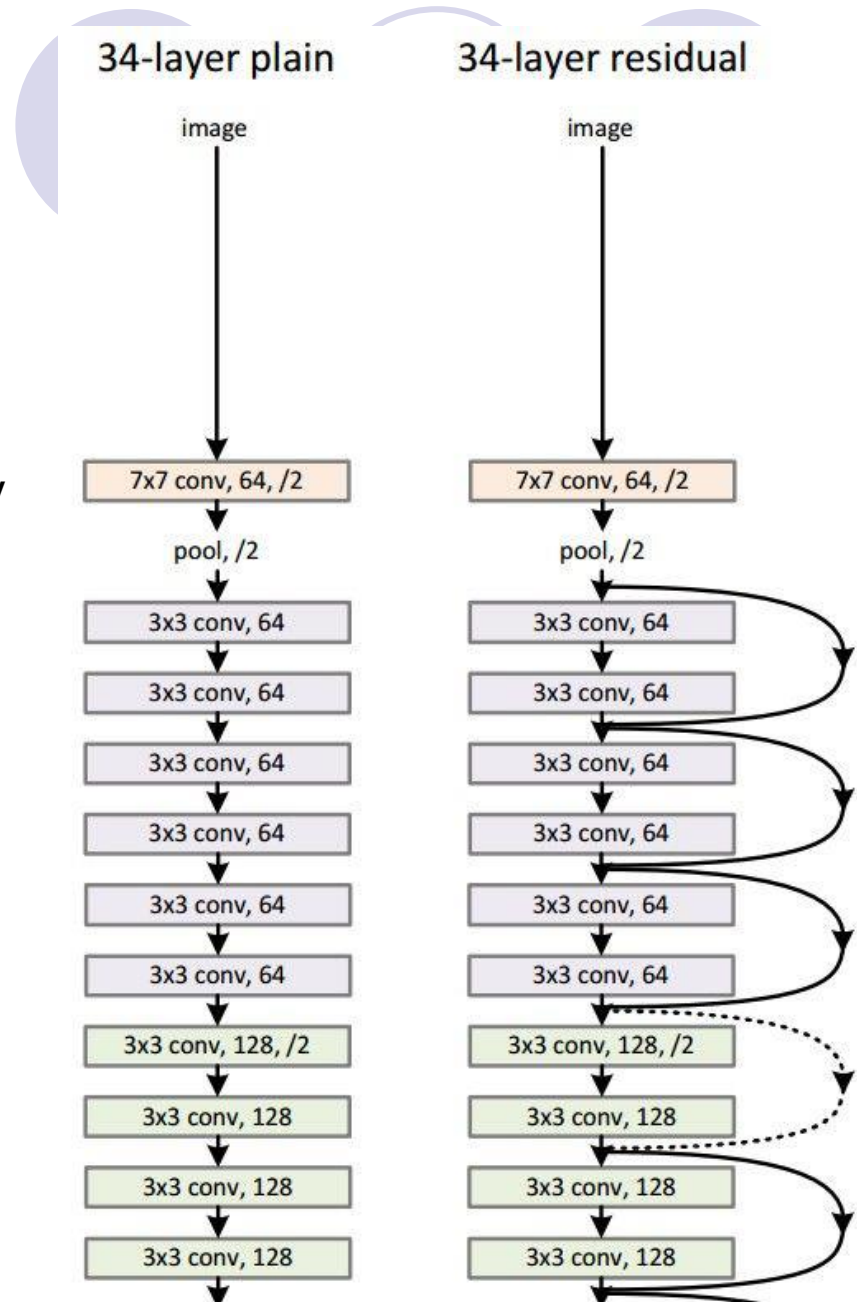 34-layer plain
image
7x7 conv, 64, /2
pool, /2
3x3 conv, 64
3x3 conv, 64
3x3 conv, 64
3x3 conv, 64
3x3 conv, 64
3x3 conv, 64
3x3 conv, 128, /2
3x3 conv, 128
3x3 conv, 128
3x3 conv, 128
34-layer residual
image
7x7 conv, 64, /2
pool, /2
3x3 conv, 64
3x3 conv, 64
3x3 conv, 64
3x3 conv, 64
3x3 conv, 64
3x3 conv, 64
3x3 conv, 128, /2
3x3 conv, 128
3x3 conv, 128
3x3 conv, 128